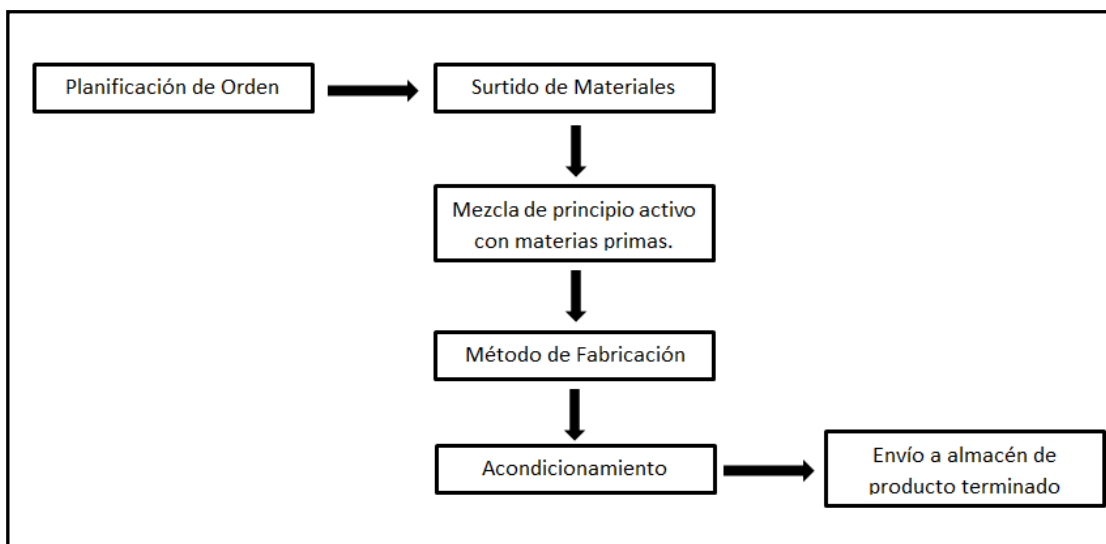 Planificación de Orden
Surtido de Materiales
Mezcla de principio activo
con materias primas.
Método de Fabricación
Acondicionamiento
Envío a almacén de
producto terminado